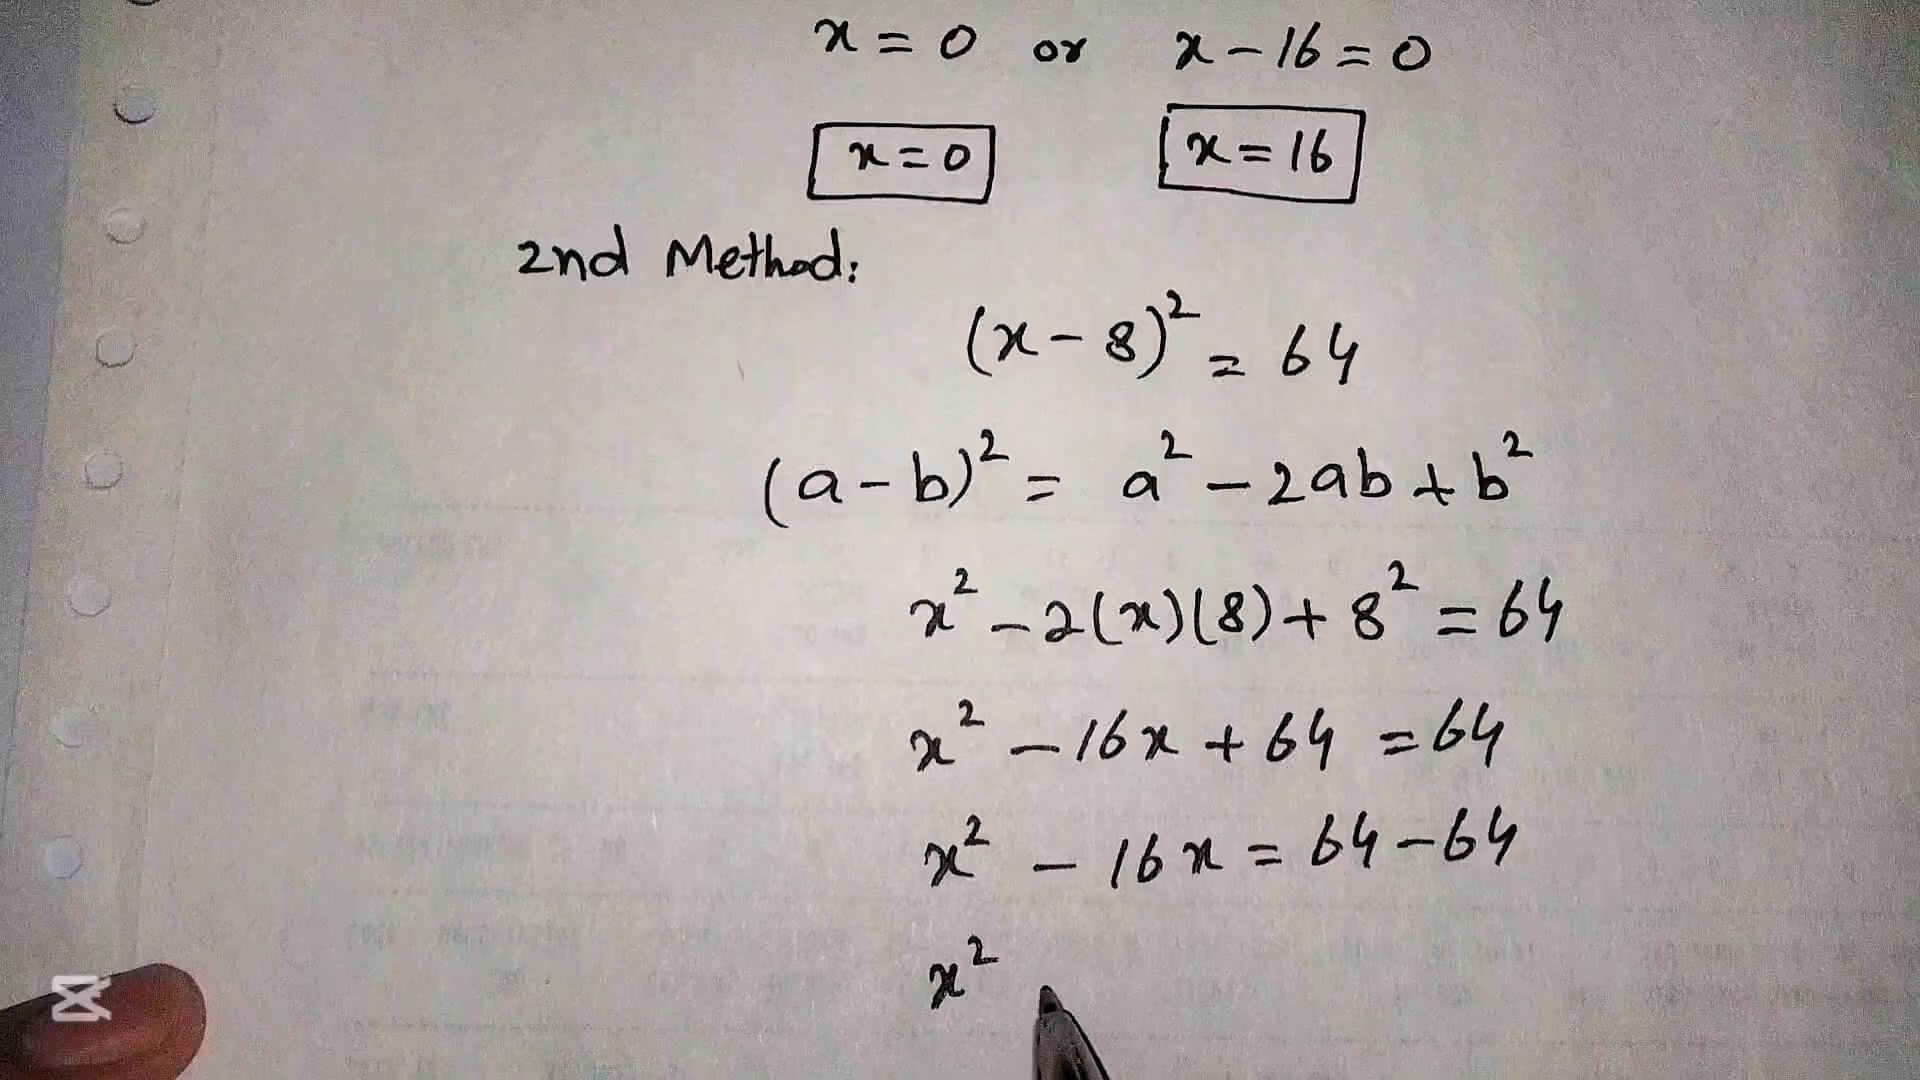 x = 0 or x - 16 = 0
x = 0 x = 16
2nd Method:
(x - 8)² = 64
(a - b)² = a² - 2ab + b²
x² - 2(x)(8) + 8² = 64
x² - 16x + 64 = 64
x² - 16x = 64 - 64
x²